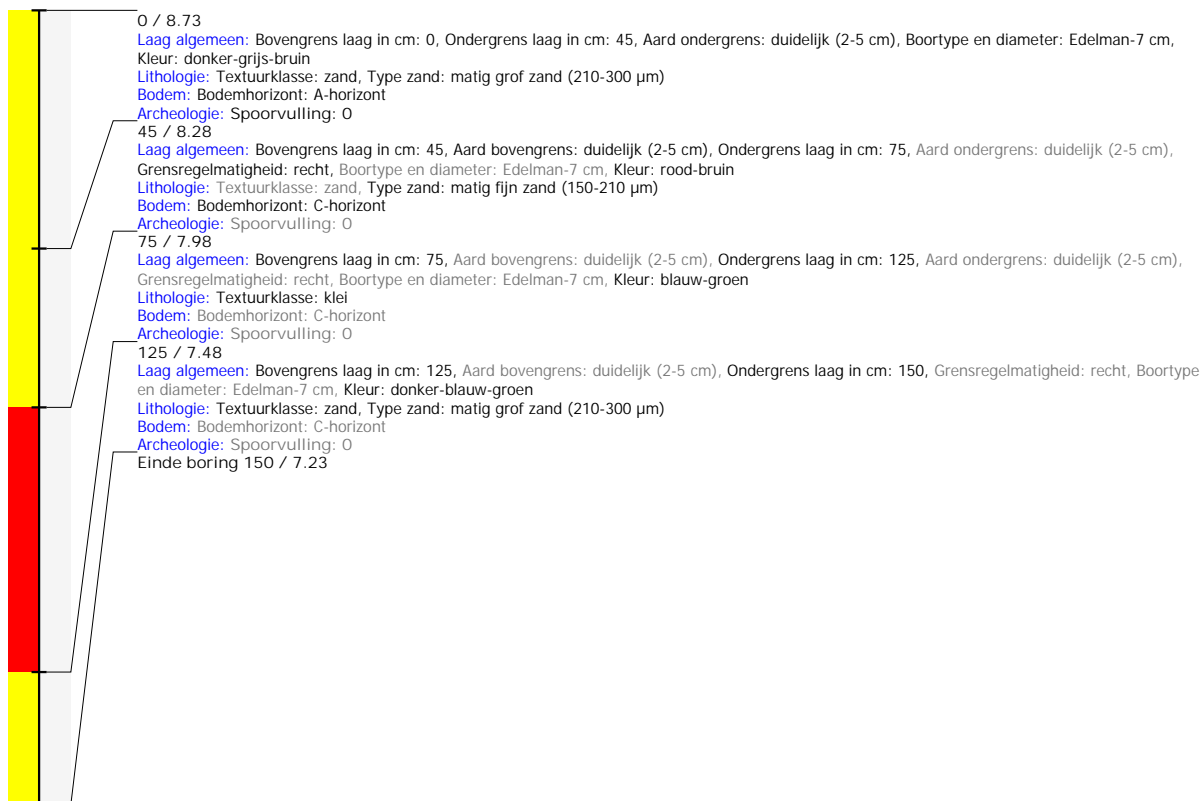 0 / 8.73
Laag algemeen: Bovengrens laag in cm: 0, Ondergrens laag in cm: 45, Aard ondergrens: duidelijk (2-5 cm), Boortype en diameter: Edelman-7 cm,
Kleur: donker-grijs-bruin
Lithologie: Textuurklasse: zand, Type zand: matig grof zand (210-300 µm)
Bodem: Bodemhorizont: A-horizont
Archeologie: Spoorvulling: 0
45 / 8.28
Laag algemeen: Bovengrens laag in cm: 45, Aard bovengrens: duidelijk (2-5 cm), Ondergrens laag in cm: 75, Aard ondergrens: duidelijk (2-5 cm),
Grensregelmatigheid: recht, Boortype en diameter: Edelman-7 cm, Kleur: rood-bruin
Lithologie: Textuurklasse: zand, Type zand: matig fijn zand (150-210 µm)
Bodem: Bodemhorizont: C-horizont
Archeologie: Spoorvulling: 0
75 / 7.98
Laag algemeen: Bovengrens laag in cm: 75, Aard bovengrens: duidelijk (2-5 cm), Ondergrens laag in cm: 125, Aard ondergrens: duidelijk (2-5 cm),
Grensregelmatigheid: recht, Boortype en diameter: Edelman-7 cm, Kleur: blauw-groen
Lithologie: Textuurklasse: klei
Bodem: Bodemhorizont: C-horizont
Archeologie: Spoorvulling: 0
125 / 7.48
Laag algemeen: Bovengrens laag in cm: 125, Aard bovengrens: duidelijk (2-5 cm), Ondergrens laag in cm: 150, Grensregelmatigheid: recht, Boortype
en diameter: Edelman-7 cm, Kleur: donker-blauw-groen
Lithologie: Textuurklasse: zand, Type zand: matig grof zand (210-300 µm)
Bodem: Bodemhorizont: C-horizont
Archeologie: Spoorvulling: 0
Einde boring 150 / 7.23